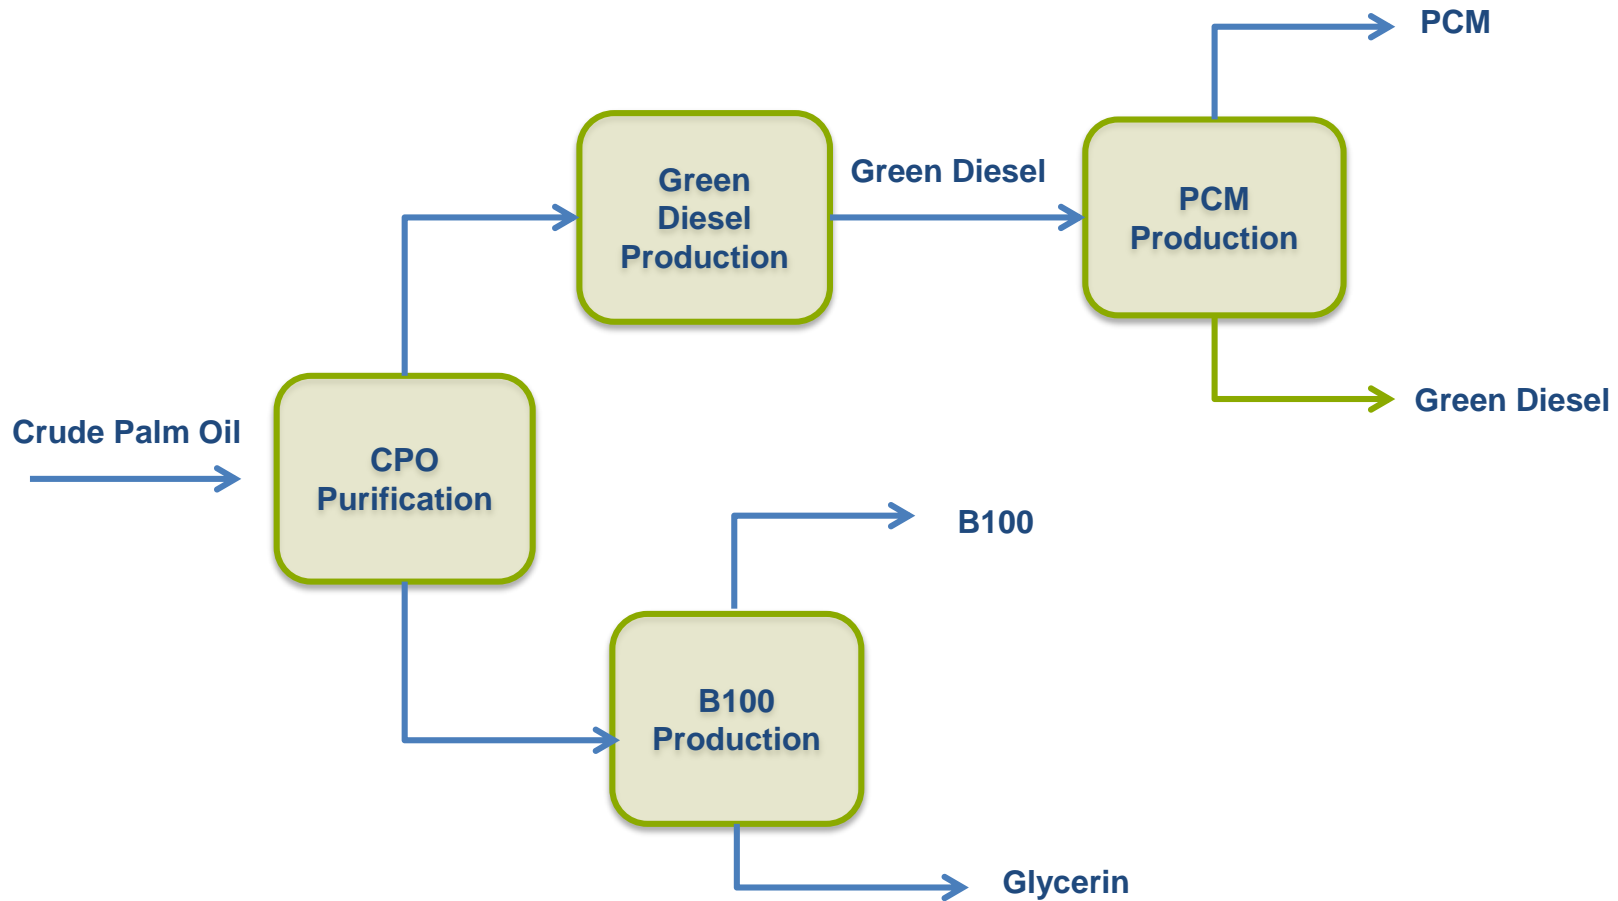 PCM
Green
Diesel
Production
Green Diesel
PCM
Production
Green Diesel
Crude Palm Oil
CPO
Purification
B100
B100
Production
Glycerin